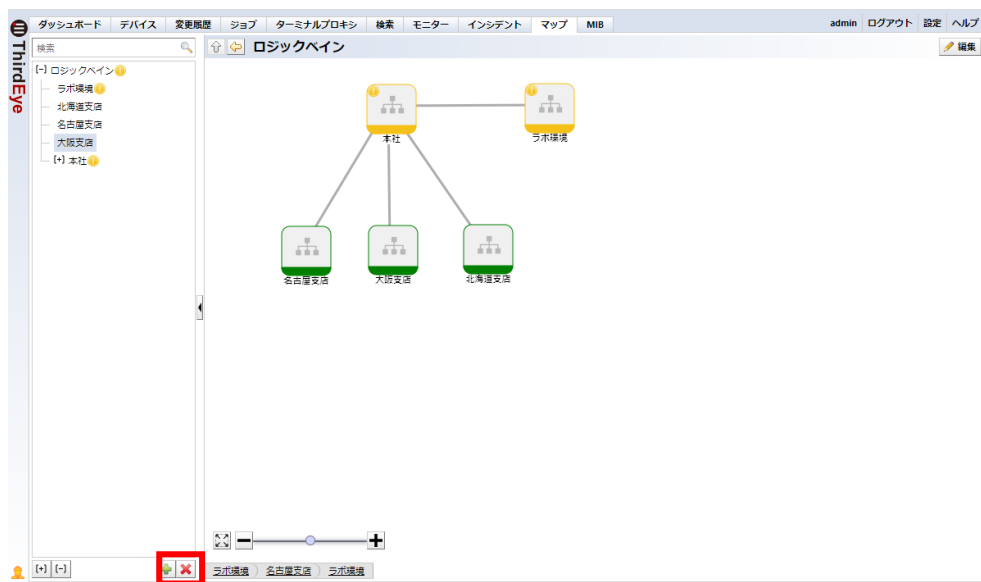 ThirdEye
ダッシュボード デバイス 変更履歴 ジョブ ターミナルプロキシ 検索 モニター インシデント マップ MIB admin ログアウト 設定 ヘルプ
検索
ロジックベイン
編集
[-] ロジックベイン
ラボ環境
北海道支店
名古屋支店
大阪支店
[+] 本社
本社
ラボ環境
名古屋支店
大阪支店
北海道支店
[+] [-]
ラボ環境 名古屋支店 ラボ環境